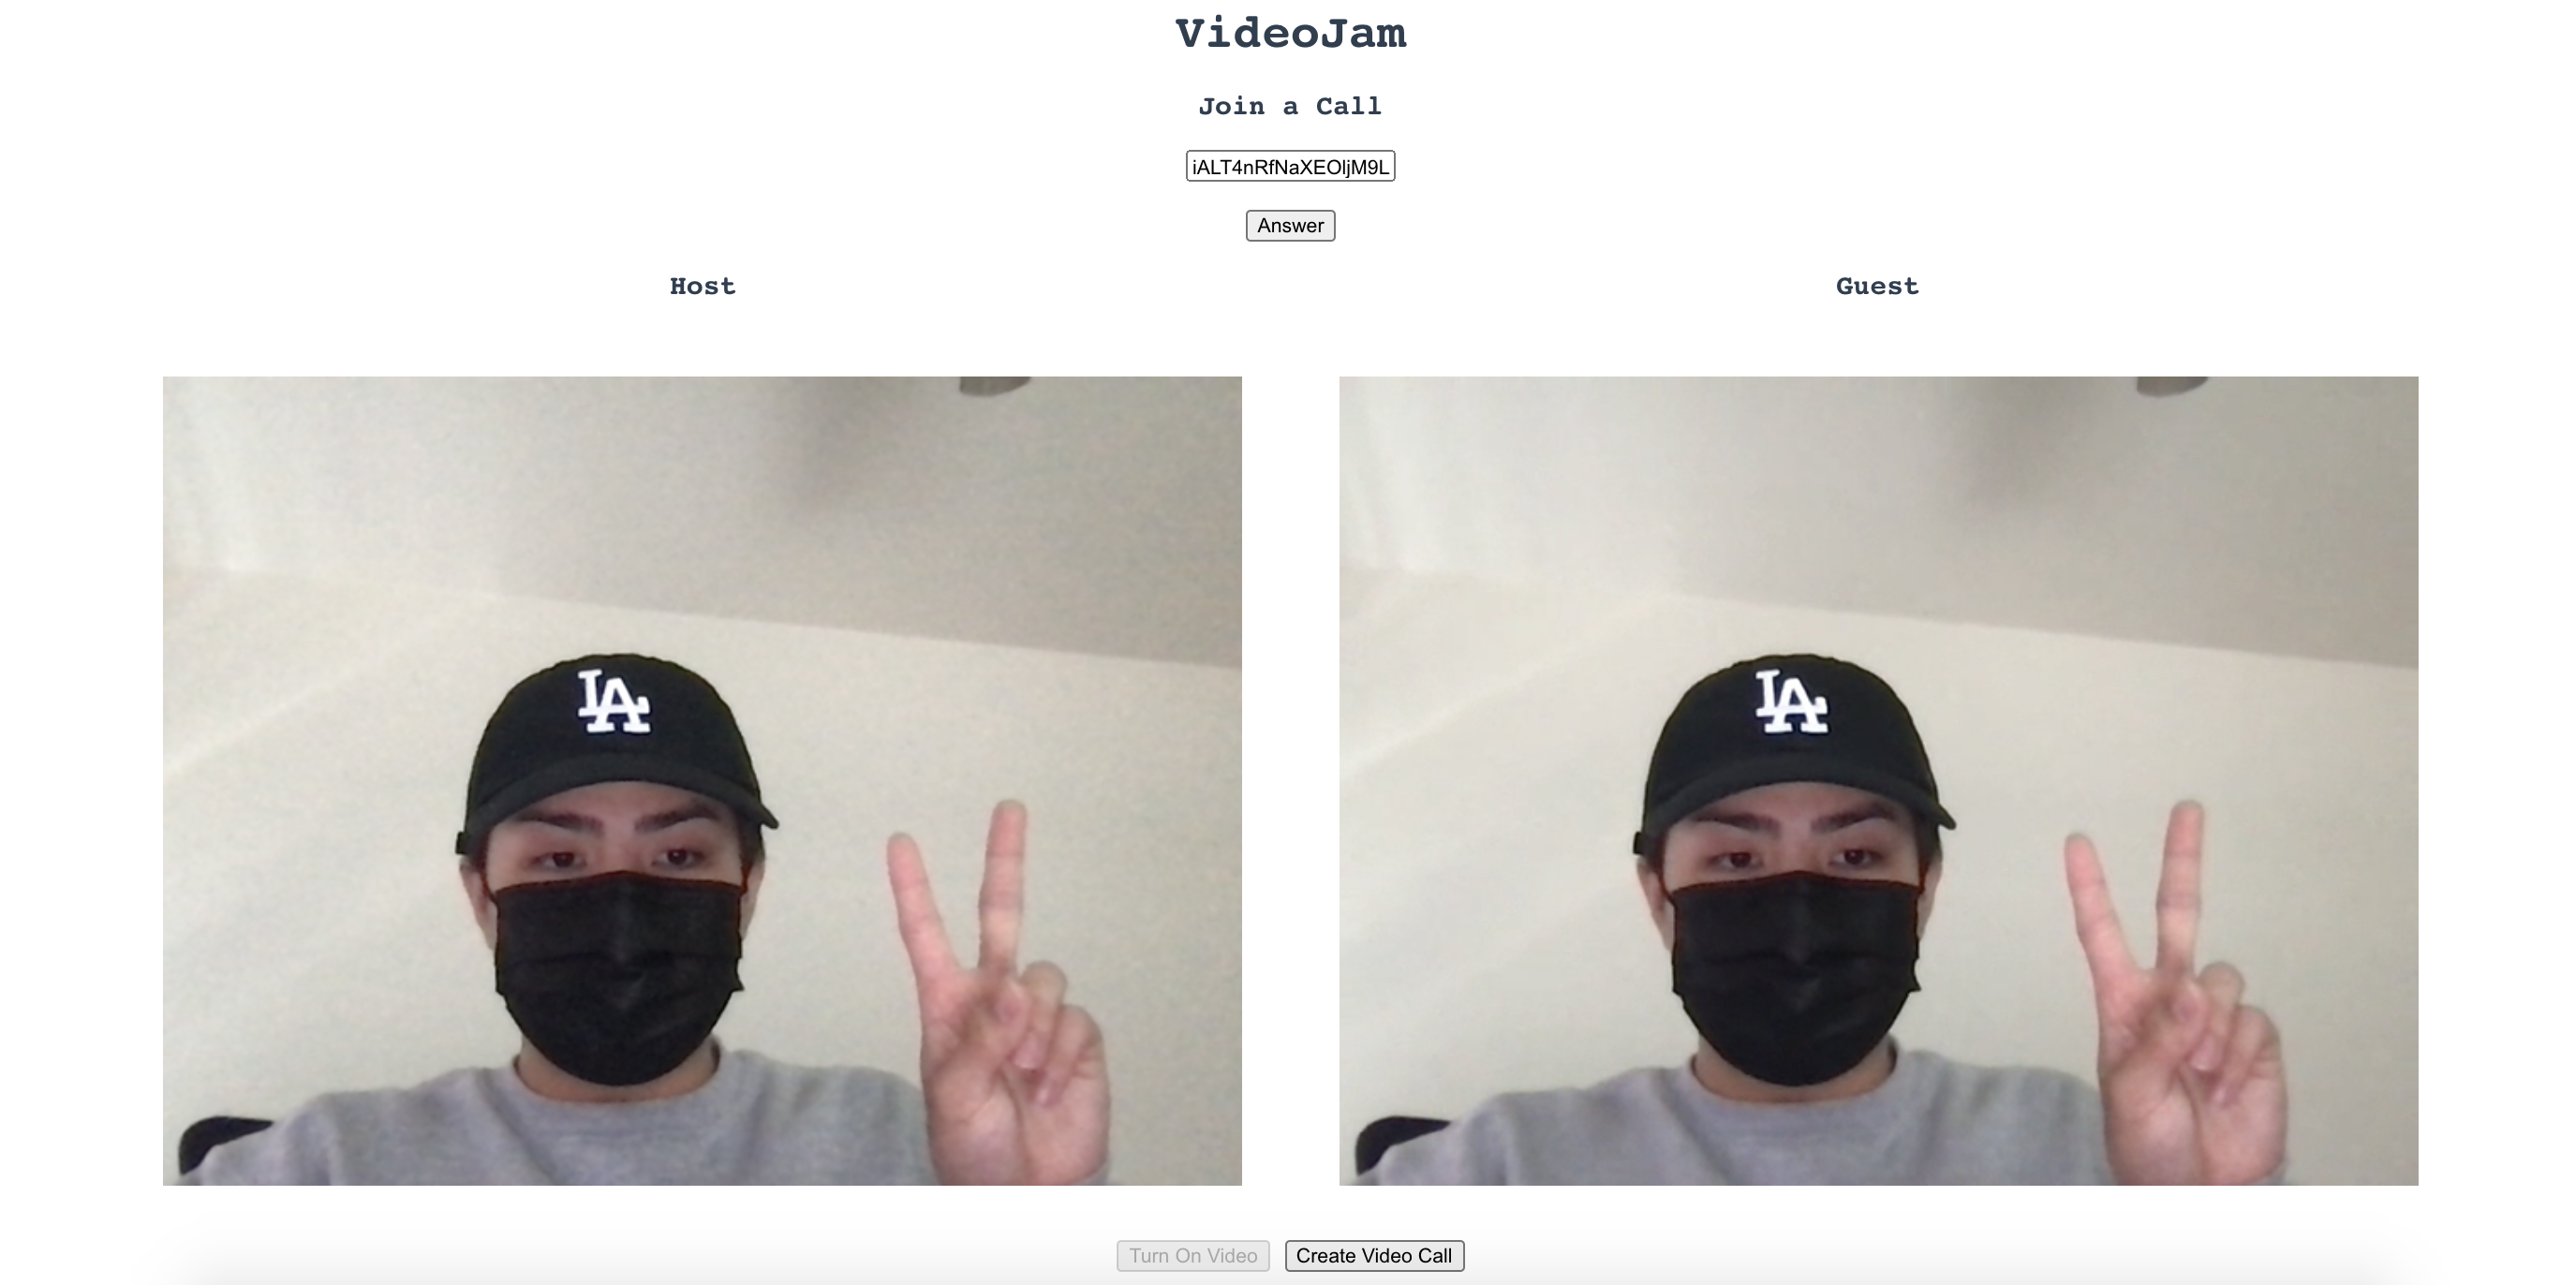 VideoJam
Join a Call
iALT4nRfNaXEOljM9L
Answer
Host
Guest
LA
LA
Turn On Video
Create Video Call